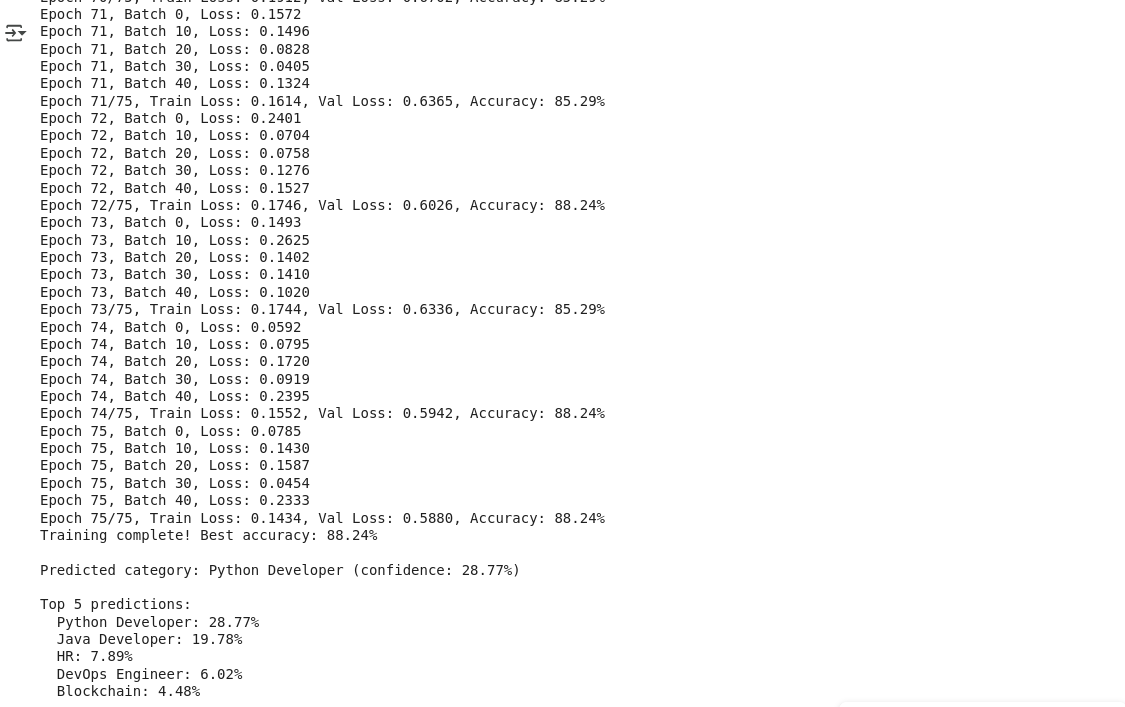 Epoch 71, Batch 0, Loss: 0.1572
Epoch 71, Batch 10, Loss: 0.1496
Epoch 71, Batch 20, Loss: 0.0828
Epoch 71, Batch 30, Loss: 0.0405
Epoch 71, Batch 40, Loss: 0.1324
Epoch 71/75, Train Loss: 0.1614, Val Loss: 0.6365, Accuracy: 85.29%
Epoch 72, Batch 0, Loss: 0.2401
Epoch 72, Batch 10, Loss: 0.0704
Epoch 72, Batch 20, Loss: 0.0758
Epoch 72, Batch 30, Loss: 0.1276
Epoch 72, Batch 40, Loss: 0.1527
Epoch 72/75, Train Loss: 0.1746, Val Loss: 0.6026, Accuracy: 88.24%
Epoch 73, Batch 0, Loss: 0.1493
Epoch 73, Batch 10, Loss: 0.2625
Epoch 73, Batch 20, Loss: 0.1402
Epoch 73, Batch 30, Loss: 0.1410
Epoch 73, Batch 40, Loss: 0.1020
Epoch 73/75, Train Loss: 0.1744, Val Loss: 0.6336, Accuracy: 85.29%
Epoch 74, Batch 0, Loss: 0.0592
Epoch 74, Batch 10, Loss: 0.0795
Epoch 74, Batch 20, Loss: 0.1720
Epoch 74, Batch 30, Loss: 0.0919
Epoch 74, Batch 40, Loss: 0.2395
Epoch 74/75, Train Loss: 0.1552, Val Loss: 0.5942, Accuracy: 88.24%
Epoch 75, Batch 0, Loss: 0.0785
Epoch 75, Batch 10, Loss: 0.1430
Epoch 75, Batch 20, Loss: 0.1587
Epoch 75, Batch 30, Loss: 0.0454
Epoch 75, Batch 40, Loss: 0.2333
Epoch 75/75, Train Loss: 0.1434, Val Loss: 0.5880, Accuracy: 88.24%
Training complete! Best accuracy: 88.24%
Predicted category: Python Developer (confidence: 28.77%)
Top 5 predictions:
Python Developer: 28.77%
Java Developer: 19.78%
HR: 7.89%
DevOps Engineer: 6.02%
Blockchain: 4.48%